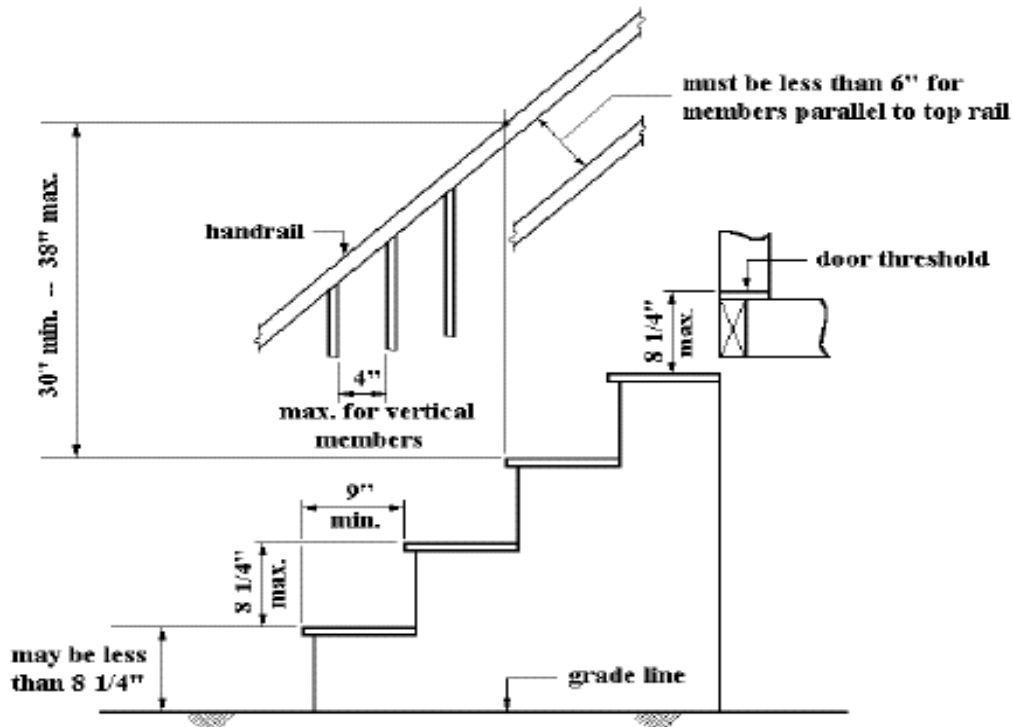 must be less than 6" for
members parallel to top rail
30" min. – 38" max.
handrail
door threshold
8 1/4"
max.
4"
max. for vertical
members
9"
min.
8 1/4"
max.
may be less
than 8 1/4"
grade line